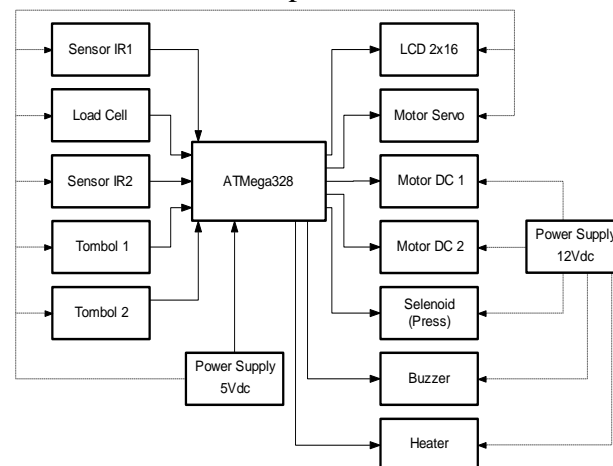 Sensor IR1
Load Cell
Sensor IR2
Tombol 1
Tombol 2
ATMega328
Power Supply
5Vdc
LCD 2x16
Motor Servo
Motor DC 1
Motor DC 2
Selenoid
(Press)
Buzzer
Heater
Power Supply
12Vdc